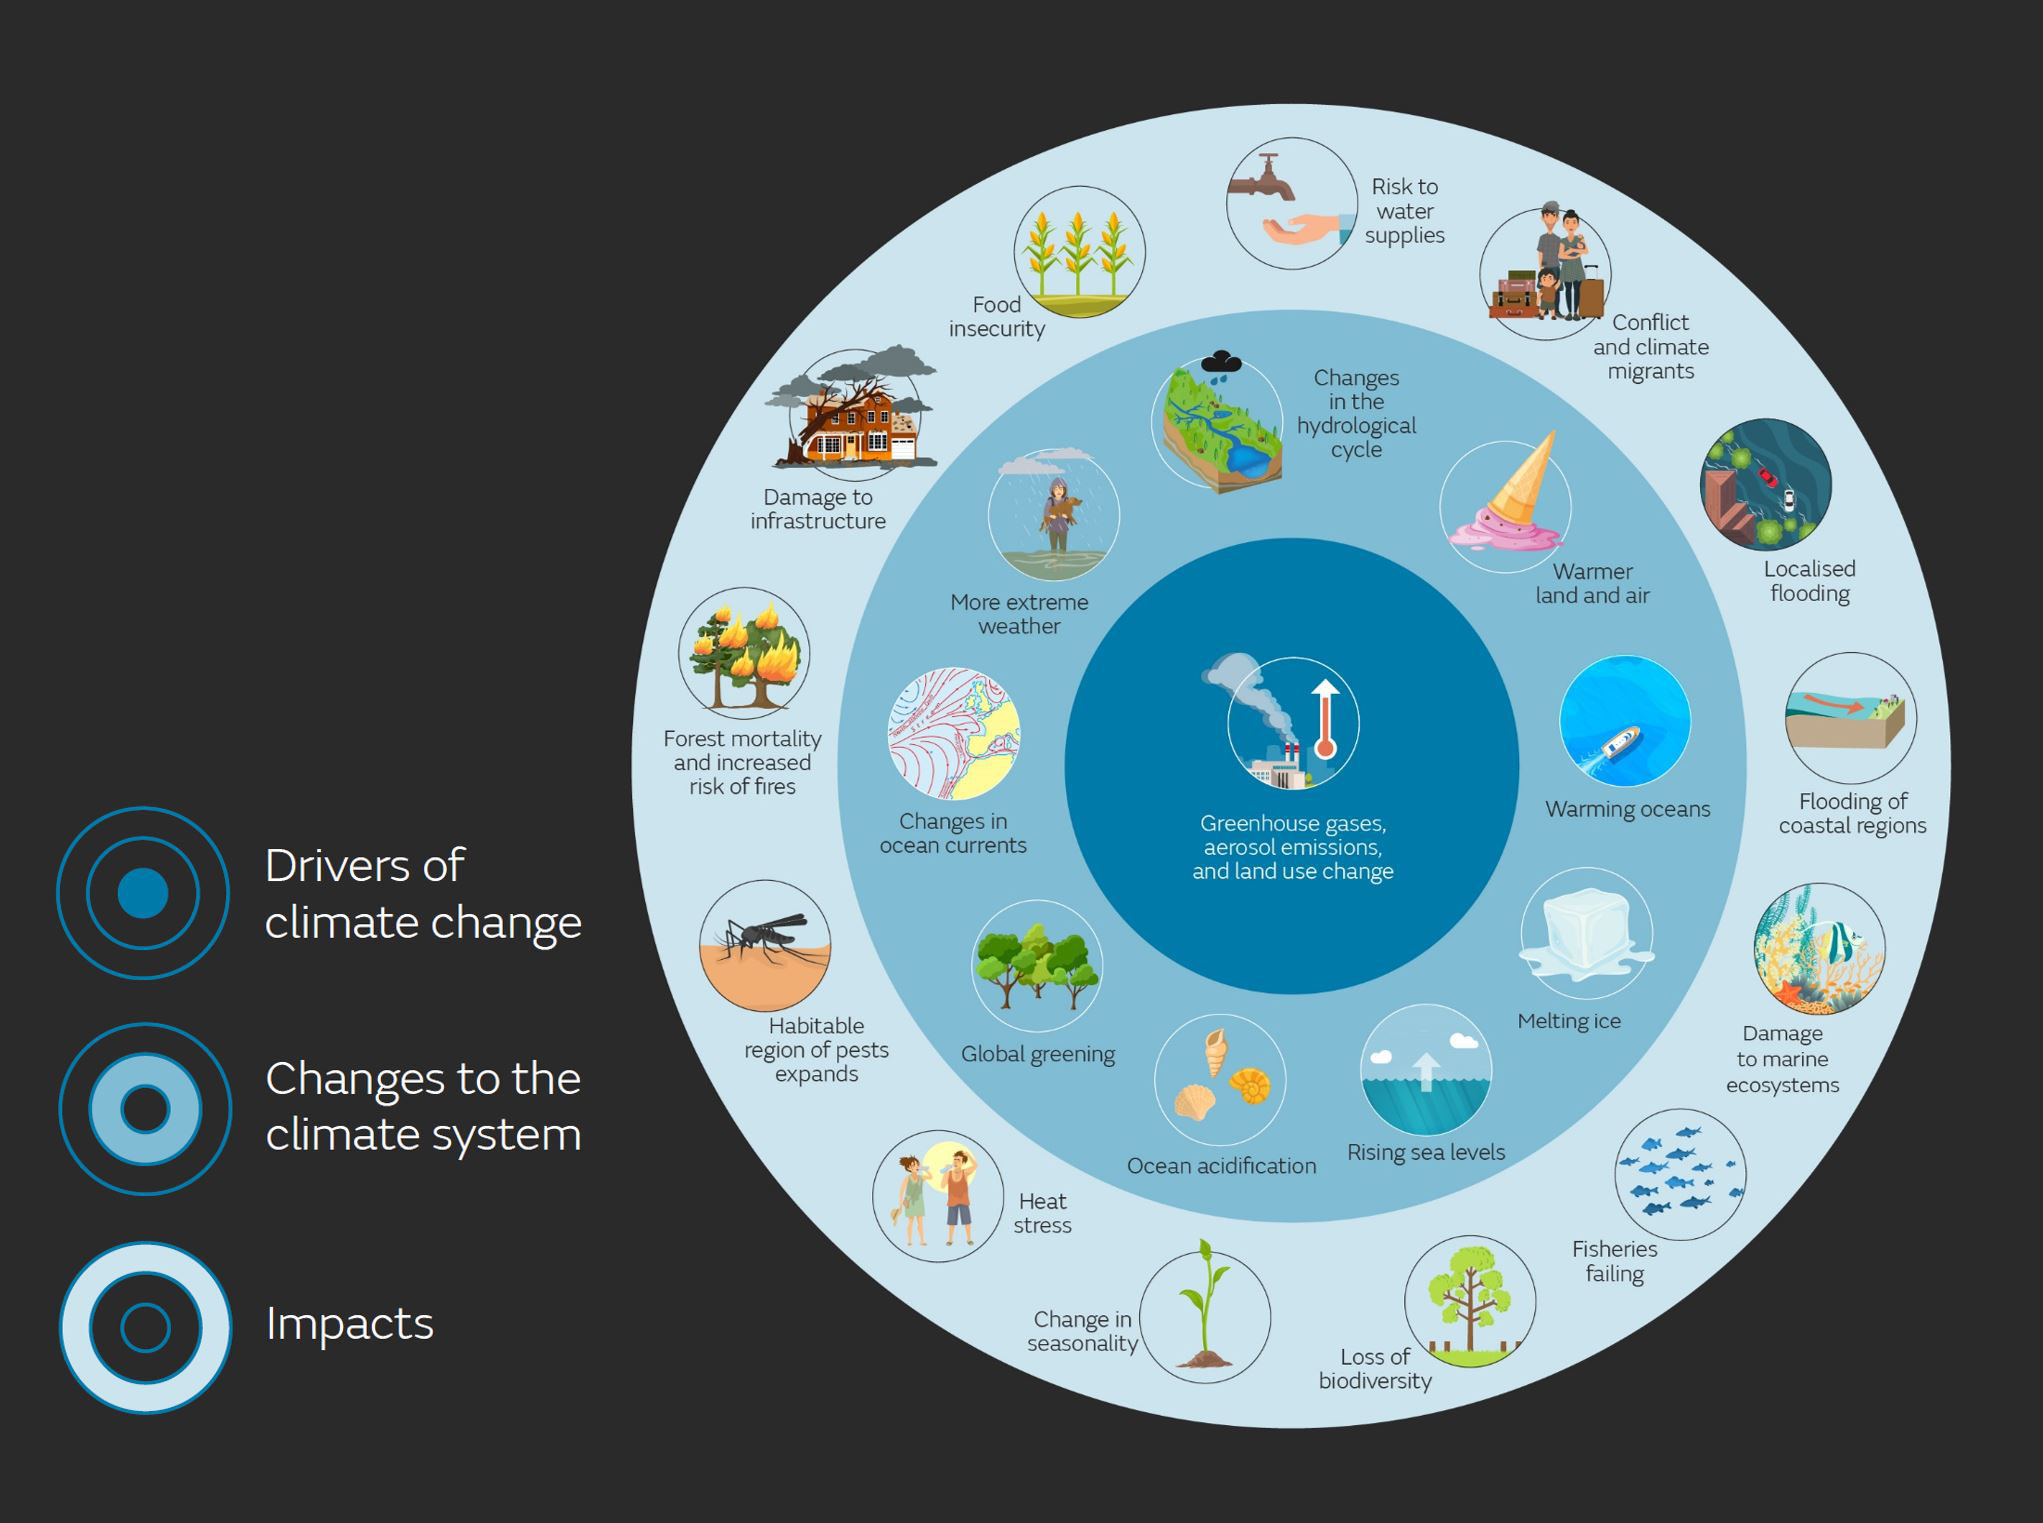 Drivers of
climate change
Changes to the
climate system
Impacts
Risk to
water
supplies
Conflict
and climate
migrants
Localised
flooding
Flooding of
coastal regions
Damage
to marine
ecosystems
Fisheries
failing
Loss of
biodiversity
Change in
seasonality
Heat
stress
Habitable
region of pests
expands
Forest mortality
and increased
risk of fires
Damage to
infrastructure
Food
insecurity
Changes
in the
hydrological
cycle
Warmer
land and air
Warming oceans
Melting ice
Rising sea levels
Ocean acidification
Global greening
Changes in
ocean currents
More extreme
weather
Greenhouse gases,
aerosol emissions,
and land use change